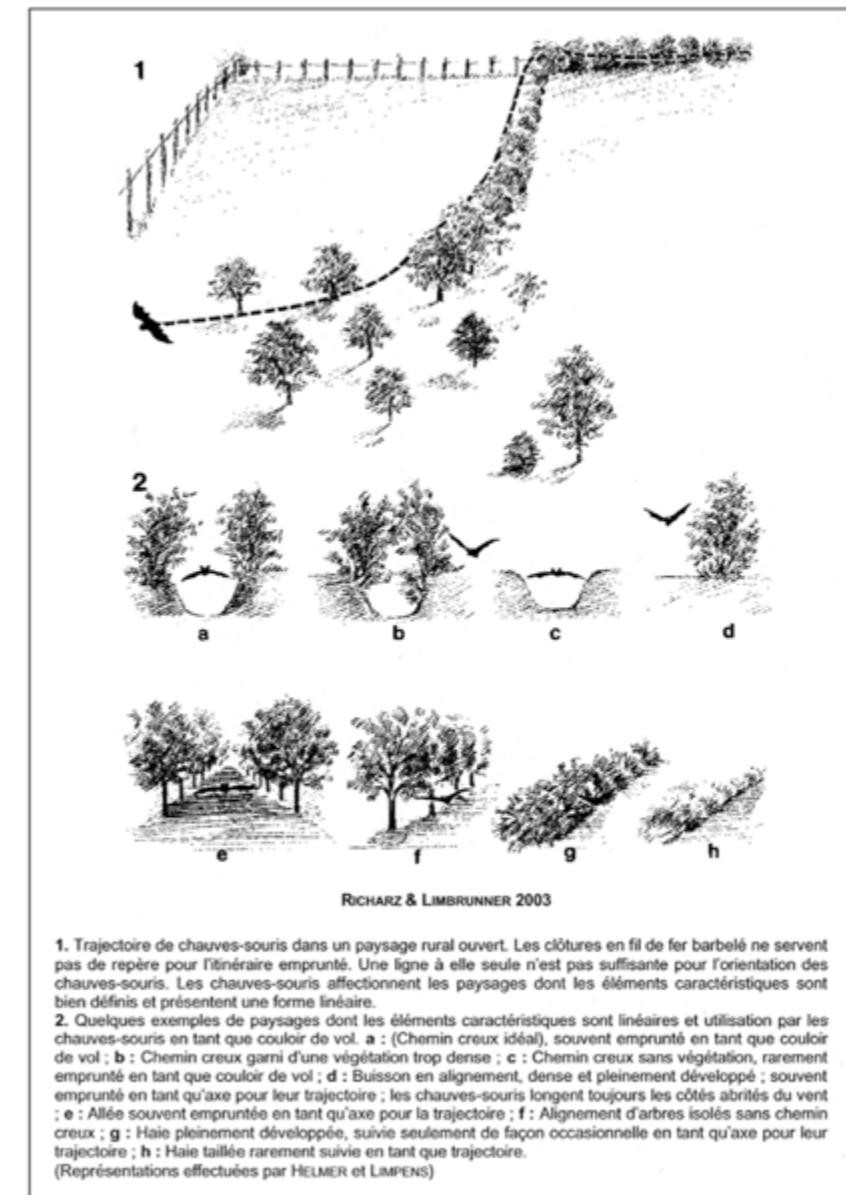 1
2
a
b
c
d
e
f
g
h
RICHARZ & LIMBRUNNER 2003
1. Trajectoire de chauves-souris dans un paysage rural ouvert. Les clôtures en fil de fer barbelé ne servent
pas de repère pour l'itinéraire emprunté. Une ligne à elle seule n'est pas suffisante pour l'orientation des
chauves-souris. Les chauves-souris affectionnent les paysages dont les éléments caractéristiques sont
bien définis et présentent une forme linéaire.
2. Quelques exemples de paysages dont les éléments caractéristiques sont linéaires et utilisation par les
chauves-souris en tant que couloir de vol. a : (Chemin creux idéal), souvent emprunté en tant que couloir
de vol ; b : Chemin creux garni d'une végétation trop dense ; c : Chemin creux sans végétation, rarement
emprunté en tant que couloir de vol ; d : Buisson en alignement, dense et pleinement développé ; souvent
emprunté en tant qu'axe pour leur trajectoire ; les chauves-souris longent toujours les côtés abrités du vent
; e : Allée souvent empruntée en tant qu'axe pour la trajectoire ; f : Alignement d'arbres isolés sans chemin
creux ; g : Haie pleinement développée, suivie seulement de façon occasionnelle en tant qu'axe pour leur
trajectoire ; h : Haie taillée rarement suivie en tant que trajectoire.
(Représentations effectuées par HELMER et LIMPENS)